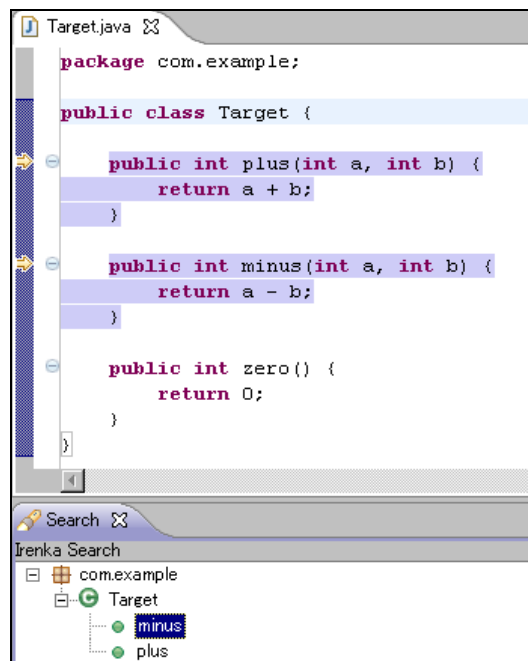 Target.java
package com.example;
public class Target {
public int plus(int a, int b) {
return a + b;
}
public int minus(int a, int b) {
return a - b;
}
public int zero() {
return 0;
}
}
Search
Irenka Search
com.example
Target
minus
plus